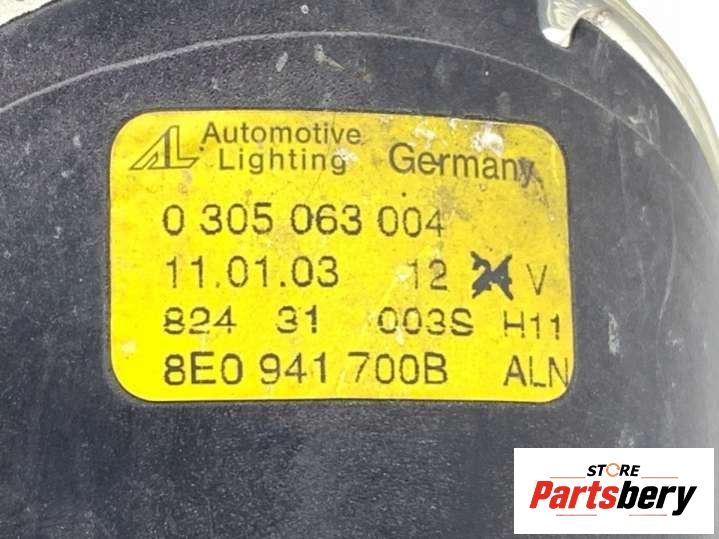 AL Automotive
Lighting Germany.
0 305 063 004
11.01.03 12 24 V
824 31 003S H11
8E0 941 700B ALN
STORE
Partsbery